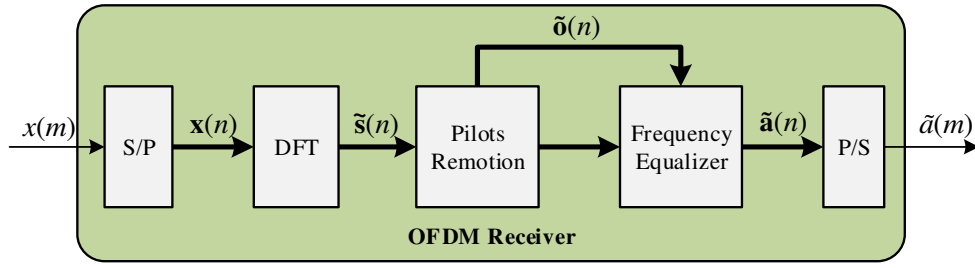 õ(n)
x(m)
S/P
x(n)
DFT
s̃(n)
Pilots
Remotion
Frequency
Equalizer
ã(n)
P/S
ã(m)
OFDM Receiver